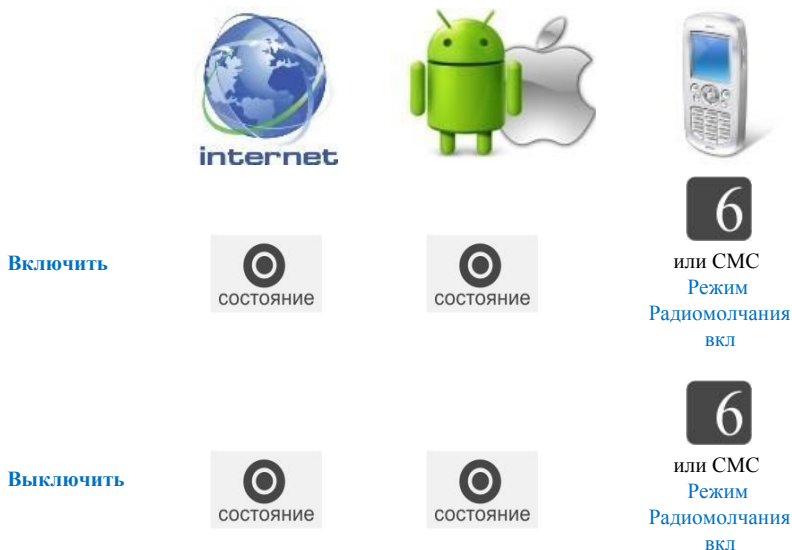 internet
6
Включить
состояние
состояние
или СМС
Режим
Радиомолчания
вкл
6
Выключить
состояние
состояние
или СМС
Режим
Радиомолчания
вкл